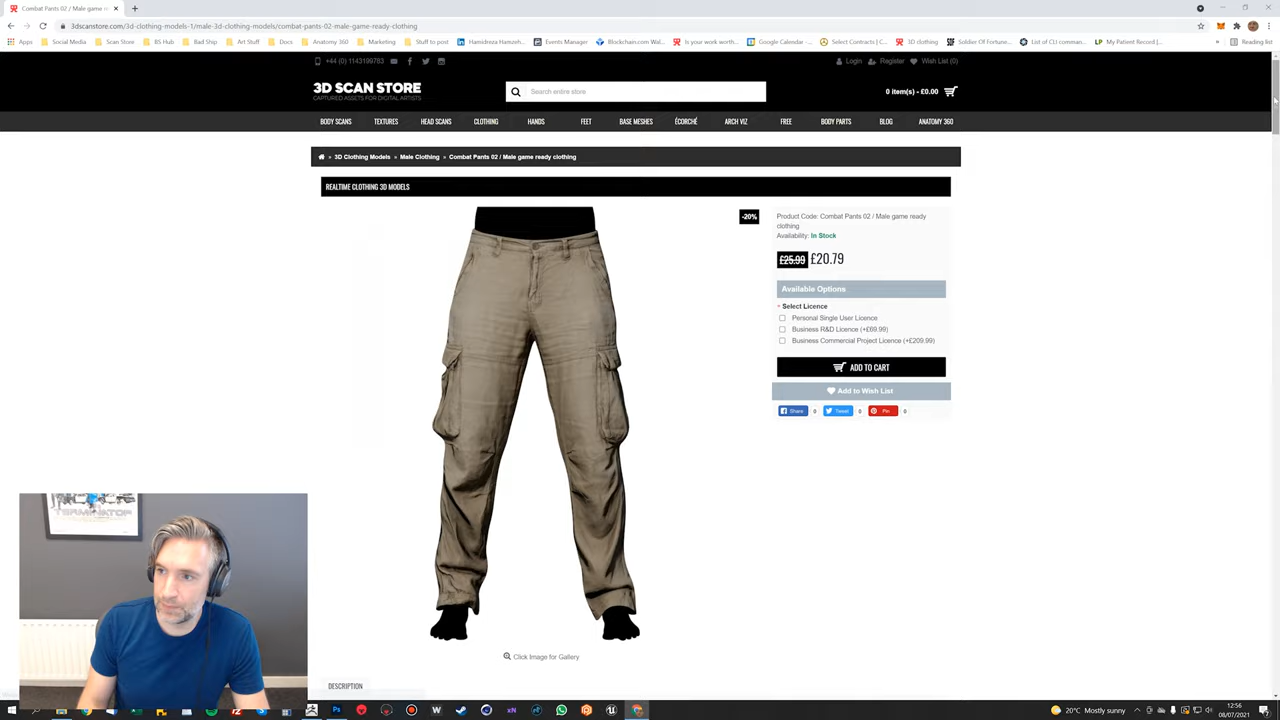 Combat Pants 02 / Male game re
3dscanstore.com/3d-clothing-models-1/male-3d-clothing-models/combat-pants-02-male-game-ready-clothing
Apps Social Media Scan Store BS Hub Bad Ship Art Stuff Docs Anatomy 360 Marketing Stuff to post Hamidreza Hamzeh... Events Manager Blockchain.com Wal... Is your work worth... Google Calendar -... Select Contracts | C... 3D clothing Soldier Of Fortune... List of CLI comman... My Patient Record (... » Reading list
+44 (0) 1143199763
Login Register Wish List (0)
3D SCAN STORE
CAPTURED ASSETS FOR DIGITAL ARTISTS
Search entire store
0 item(s) - £0.00
BODY SCANS TEXTURES HEAD SCANS CLOTHING HANDS FEET BASE MESHES ÉCORCHÉ ARCH VIZ FREE BODY PARTS BLOG ANATOMY 360
» 3D Clothing Models » Male Clothing » Combat Pants 02 / Male game ready clothing
REALTIME CLOTHING 3D MODELS
-20%
Product Code: Combat Pants 02 / Male game ready
clothing
Availability: In Stock
£25.99 £20.79
Available Options
* Select Licence
Personal Single User Licence
Business R&D Licence (+£69.99)
Business Commercial Project Licence (+£209.99)
ADD TO CART
Add to Wish List
Share 0 Tweet 0 Pin 0
TERMINATOR
Click Image for Gallery
DESCRIPTION
20°C Mostly sunny
12:56
08/07/2021